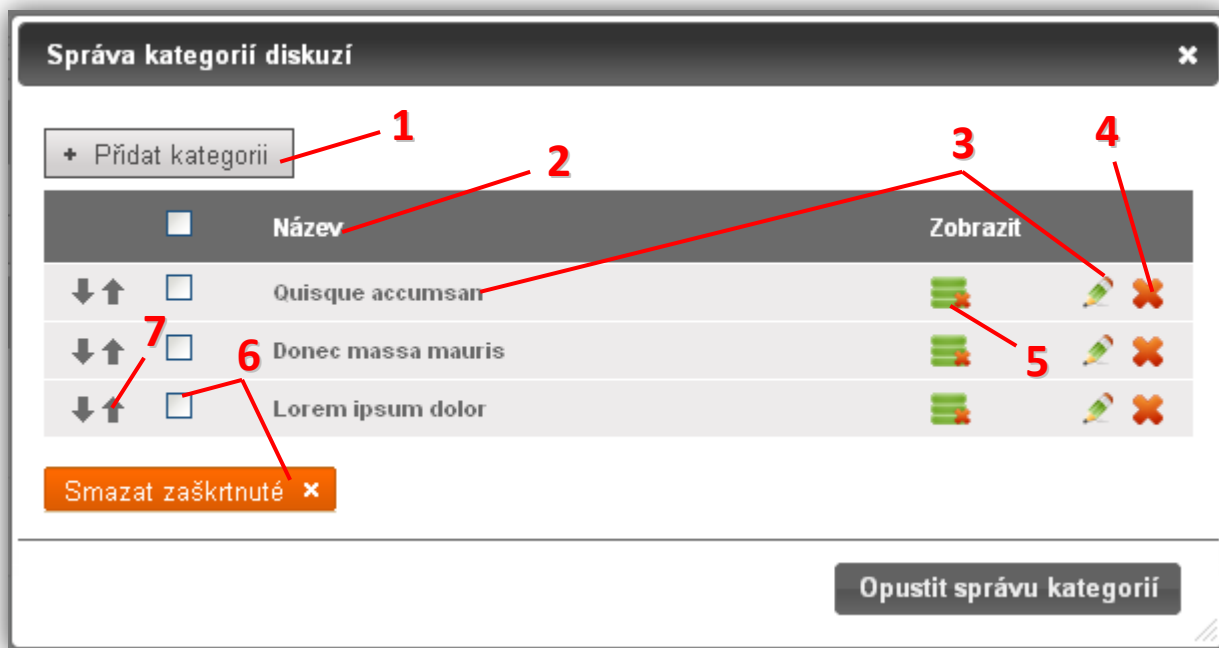 Správa kategorií diskuzí
+ Přidat kategorii 1
2 3 4
Název Zobrazit
Quisque accumsan
7 Donec massa mauris 5
6
Lorem ipsum dolor
Smazat zaškrtnuté ×
Opustit správu kategorií